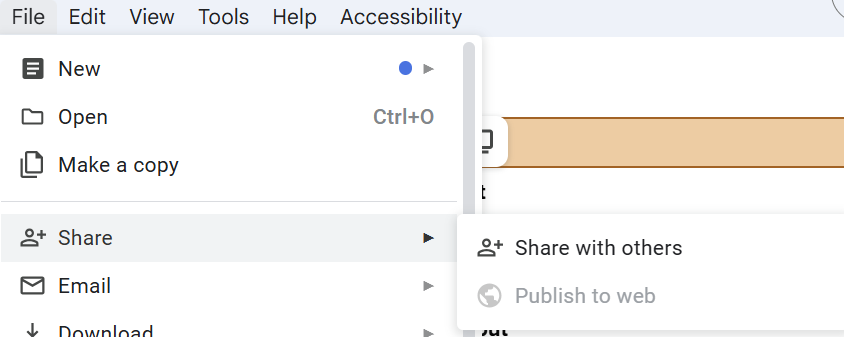 File Edit View Tools Help Accessibility
New
Open Ctrl+O
Make a copy
Share
Share with others
Email
Publish to web
Download